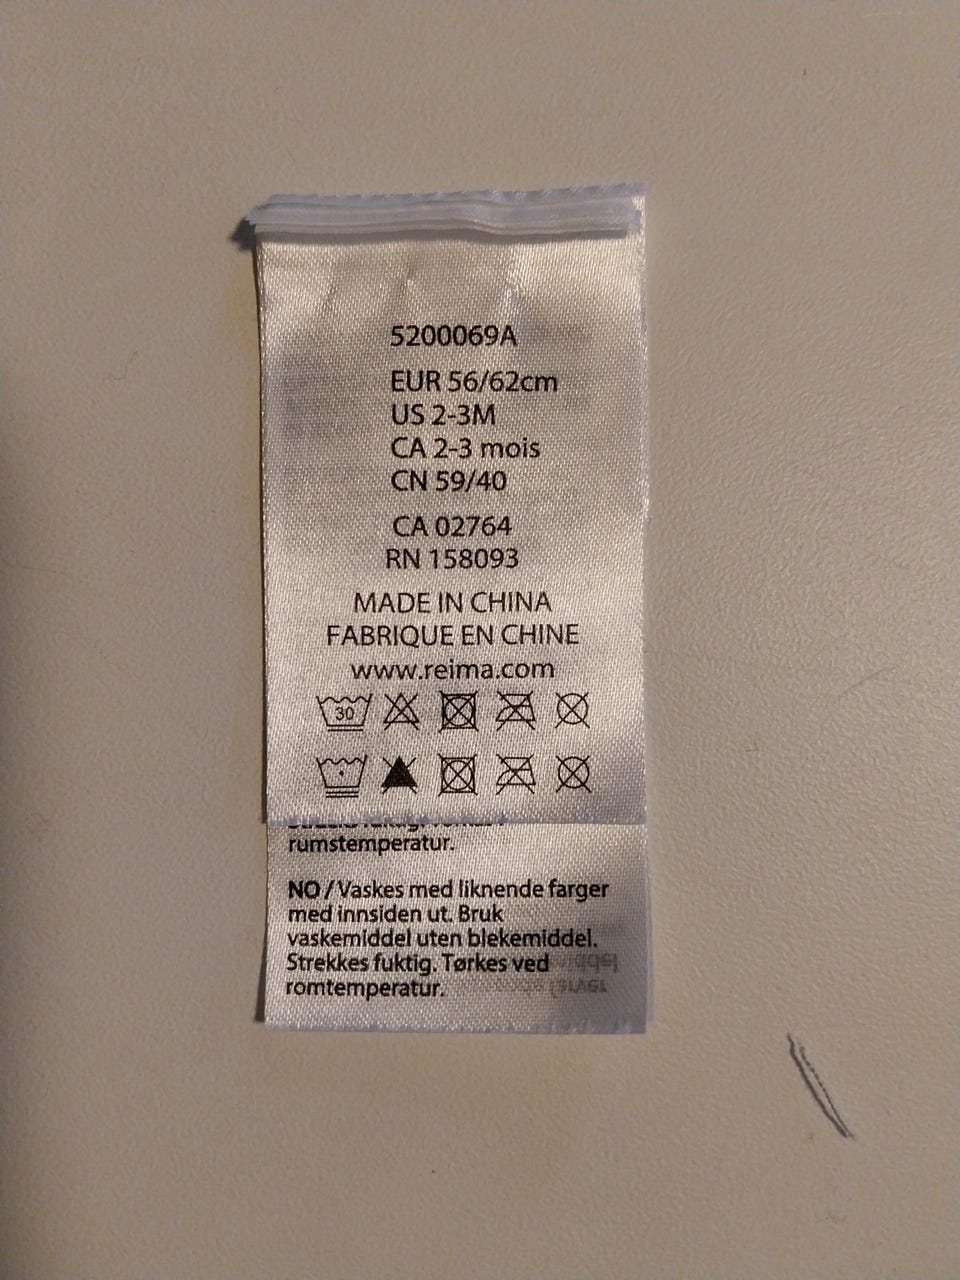 5200069A
EUR 56/62cm
US 2-3M
CA 2-3 mois
CN 59/40
CA 02764
RN 158093
MADE IN CHINA
FABRIQUE EN CHINE
www.reima.com
30
rumstemperatur.
NO / Vaskes med liknende farger
med innsiden ut. Bruk
vaskemiddel uten blekemiddel.
Strekkes fuktig. Tørkes ved
romtemperatur.